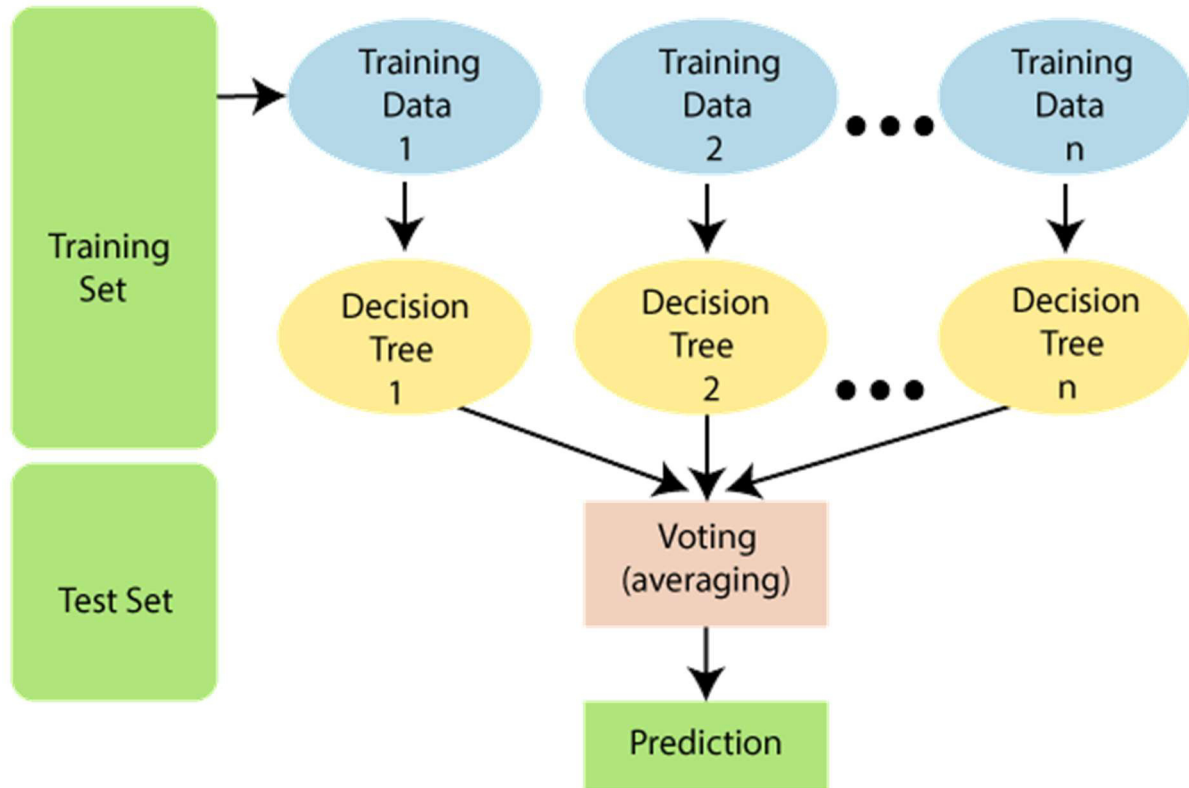 Training
Set
Test Set
Training
Data
1
Training
Data
2
Training
Data
n
Decision
Tree
1
Decision
Tree
2
Decision
Tree
n
Voting
(averaging)
Prediction